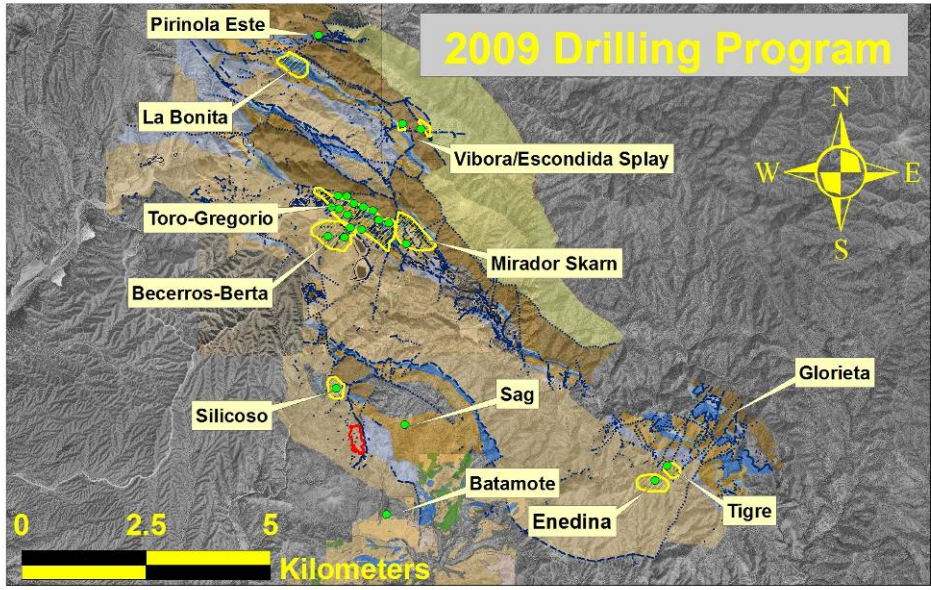 Pirinola Este
2009 Drilling Program
La Bonita
N
Vibora/Escondida Splay
W
E
Toro-Gregorio
S
Mirador Skarn
Becerros-Berta
Glorieta
Silicoso
Sag
Batamote
Enedina
Tigre
0 2.5 5
Kilometers